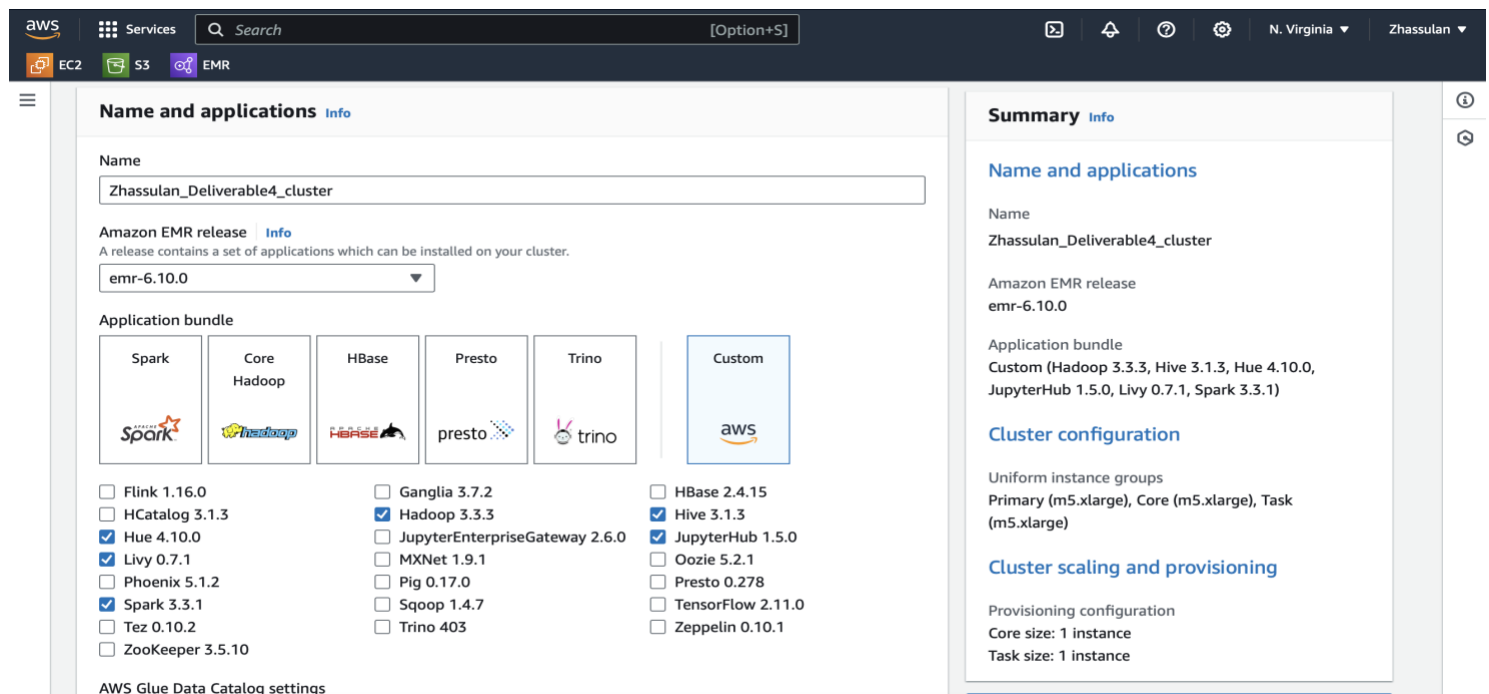 aws
Services
Search
[Option+S]
N. Virginia
Zhassulan
EC2
S3
EMR
Name and applications Info
Name
Zhassulan_Deliverable4_cluster
Amazon EMR release Info
A release contains a set of applications which can be installed on your cluster.
emr-6.10.0
Application bundle
Spark
APACHE
Spark
Core
Hadoop
hadoop
HBase
APACHE
HBASE
Presto
presto
Trino
trino
Custom
aws
Flink 1.16.0
Ganglia 3.7.2
HBase 2.4.15
HCatalog 3.1.3
Hadoop 3.3.3
Hive 3.1.3
Hue 4.10.0
JupyterEnterpriseGateway 2.6.0
JupyterHub 1.5.0
Livy 0.7.1
MXNet 1.9.1
Oozie 5.2.1
Phoenix 5.1.2
Pig 0.17.0
Presto 0.278
Spark 3.3.1
Sqoop 1.4.7
TensorFlow 2.11.0
Tez 0.10.2
Trino 403
Zeppelin 0.10.1
ZooKeeper 3.5.10
AWS Glue Data Catalog settings
Summary Info
Name and applications
Name
Zhassulan_Deliverable4_cluster
Amazon EMR release
emr-6.10.0
Application bundle
Custom (Hadoop 3.3.3, Hive 3.1.3, Hue 4.10.0,
JupyterHub 1.5.0, Livy 0.7.1, Spark 3.3.1)
Cluster configuration
Uniform instance groups
Primary (m5.xlarge), Core (m5.xlarge), Task
(m5.xlarge)
Cluster scaling and provisioning
Provisioning configuration
Core size: 1 instance
Task size: 1 instance